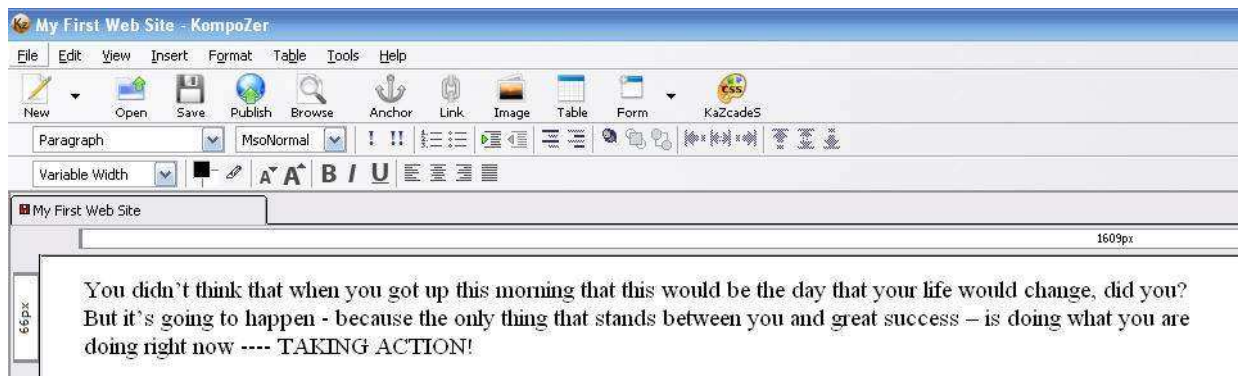 My First Web Site - KompoZer
File Edit View Insert Format Table Tools Help
New Open Save Publish Browse Anchor Link Image Table Form KaZcadeS
Paragraph MsoNormal ! !!
Variable Width A A B I U
My First Web Site
1609px
66px
You didn’t think that when you got up this morning that this would be the day that your life would change, did you?
But it’s going to happen - because the only thing that stands between you and great success – is doing what you are
doing right now ---- TAKING ACTION!